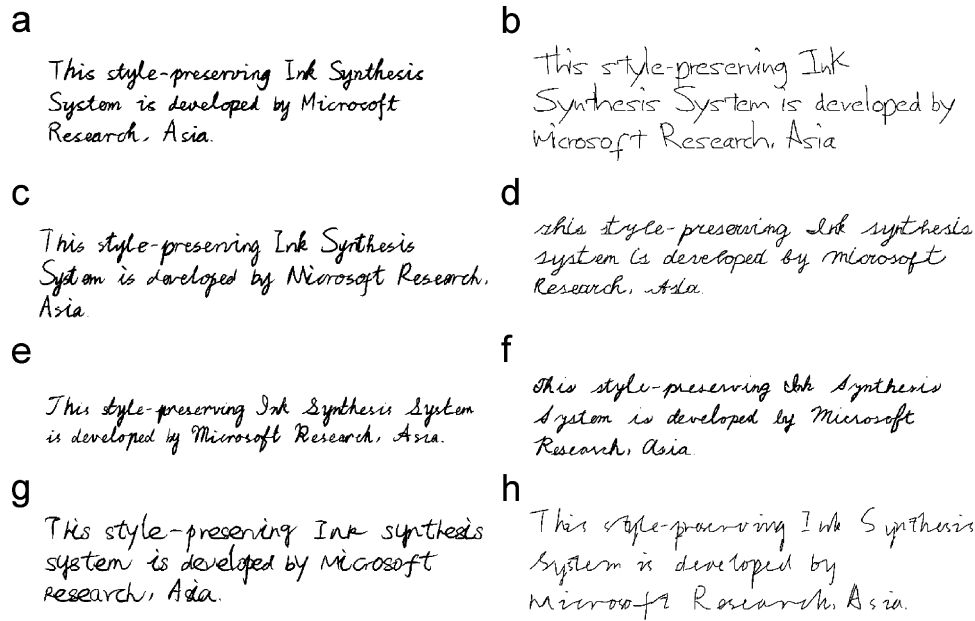 a
This style-preserving Ink Synthesis
System is developed by Microsoft
Research, Asia.
b
This style-preserving Ink
Synthesis System is developed by
Microsoft Research, Asia
c
This style-preserving Ink Synthesis
System is developed by Microsoft Research,
Asia.
d
This style-preserving Ink synthesis
system is developed by Microsoft
Research, Asia.
e
This style-preserving Ink Synthesis System
is developed by Microsoft Research, Asia.
f
This style-preserving Ink Synthesis
System is developed by Microsoft
Research, Asia
g
This style-preserving Ink synthesis
system is developed by Microsoft
research, Asia.
h
This style-preserving Ink Synthesis
System is developed by
Microsoft Research, Asia.